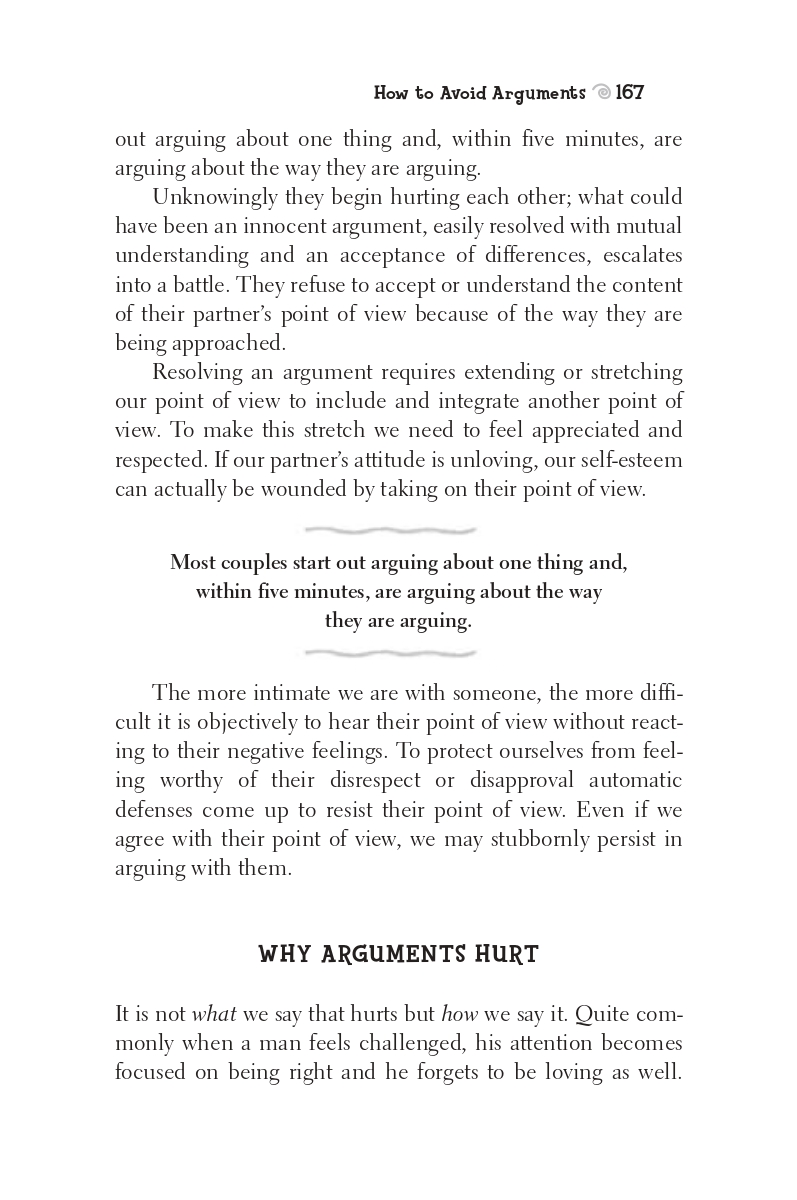 How to Avoid Arguments 167
out arguing about one thing and, within five minutes, are
arguing about the way they are arguing.
Unknowingly they begin hurting each other; what could
have been an innocent argument, easily resolved with mutual
understanding and an acceptance of differences, escalates
into a battle. They refuse to accept or understand the content
of their partner's point of view because of the way they are
being approached.
Resolving an argument requires extending or stretching
our point of view to include and integrate another point of
view. To make this stretch we need to feel appreciated and
respected. If our partner's attitude is unloving, our self-esteem
can actually be wounded by taking on their point of view.
Most couples start out arguing about one thing and,
within five minutes, are arguing about the way
they are arguing.
The more intimate we are with someone, the more diffi-
cult it is objectively to hear their point of view without react-
ing to their negative feelings. To protect ourselves from feel-
ing worthy of their disrespect or disapproval automatic
defenses come up to resist their point of view. Even if we
agree with their point of view, we may stubbornly persist in
arguing with them.
WHY ARGUMENTS HURT
It is not what we say that hurts but how we say it. Quite com-
monly when a man feels challenged, his attention becomes
focused on being right and he forgets to be loving as well.